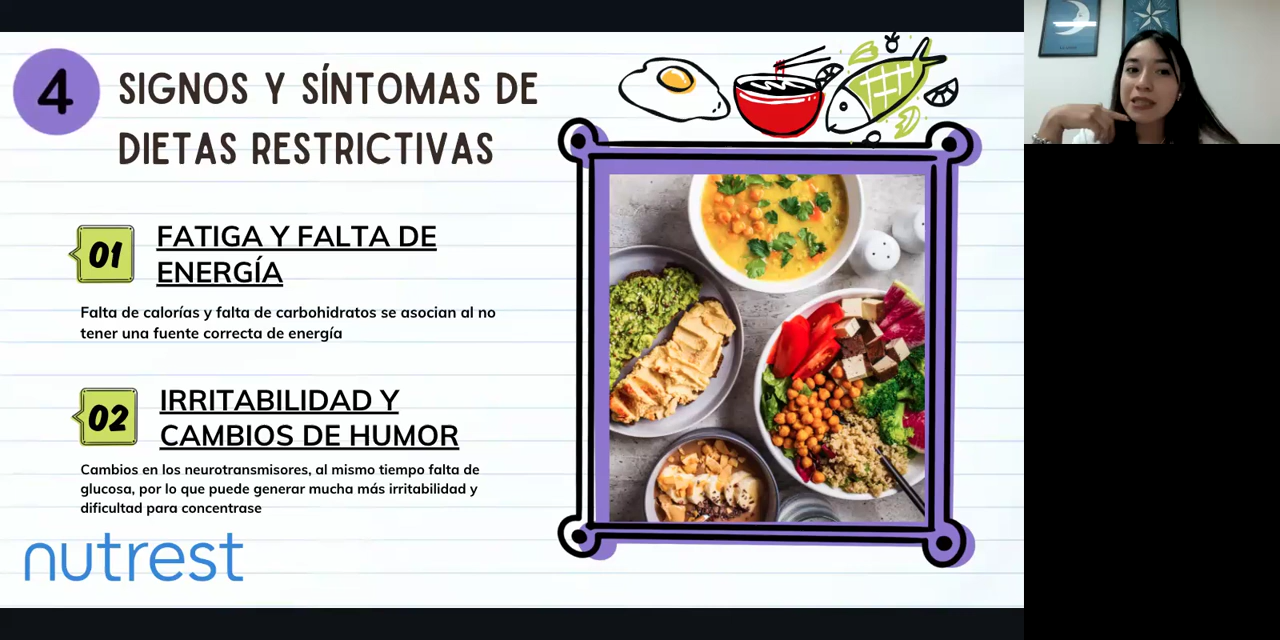 4
SIGNOS Y SÍNTOMAS DE
DIETAS RESTRICTIVAS
01
FATIGA Y FALTA DE
ENERGÍA
Falta de calorías y falta de carbohidratos se asocian al no
tener una fuente correcta de energía
02
IRRITABILIDAD Y
CAMBIOS DE HUMOR
Cambios en los neurotransmisores, al mismo tiempo falta de
glucosa, por lo que puede generar mucha más irritabilidad y
dificultad para concentrase
nutrest